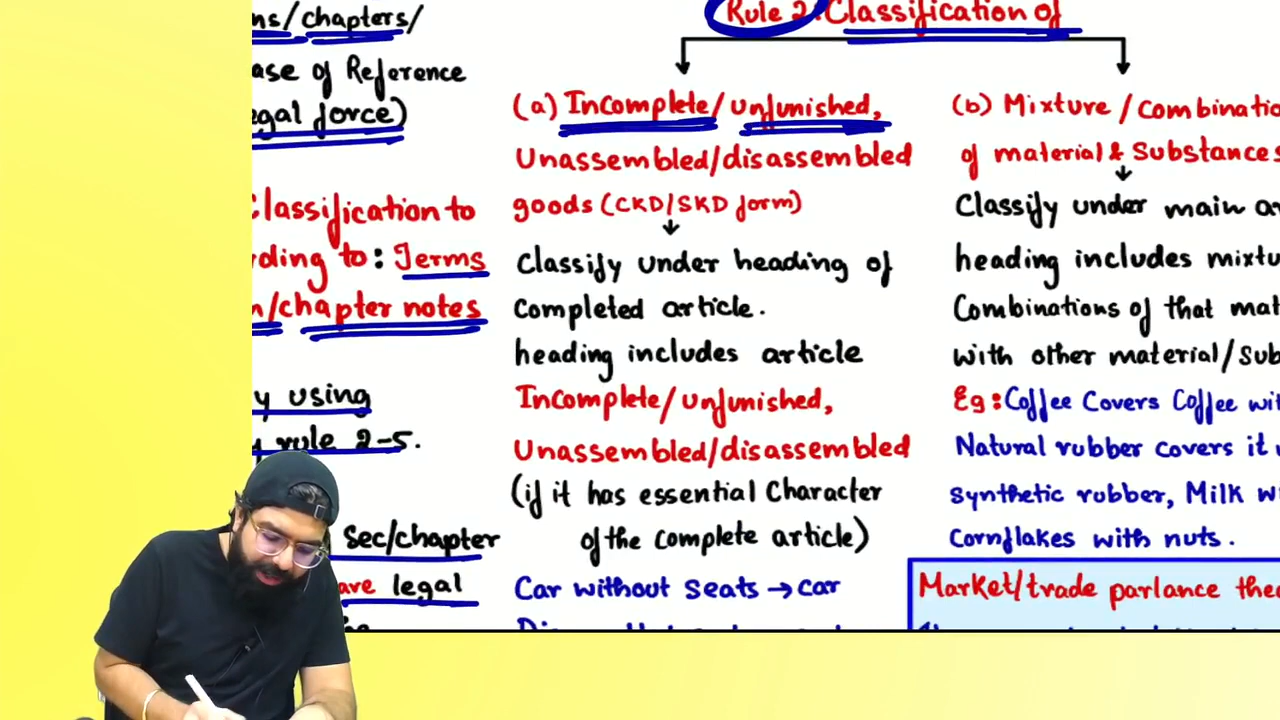 ns/chapters/
ase of Reference
egal force)
Classification to
rding to: Terms
n/chapter notes
y using
y rule 2-5.
Sec/chapter
are legal
Rule 2: Classification of
(a) Incomplete/unfinished,
Unassembled/disassembled
goods (CKD/SKD form)
Classify under heading of
Completed article.
heading includes article
Incomplete/unfinished,
Unassembled/disassembled
(if it has essential Character
of the complete article)
Car without seats → car
(b) Mixture/Combinatio
of material & Substances
Classify under main a
heading includes mixtu
Combinations of that mat
with other material/Sub
Eg: Coffee Covers Coffee wi
Natural rubber covers it
synthetic rubber, Milk w
Cornflakes with nuts.
Market/trade parlance the